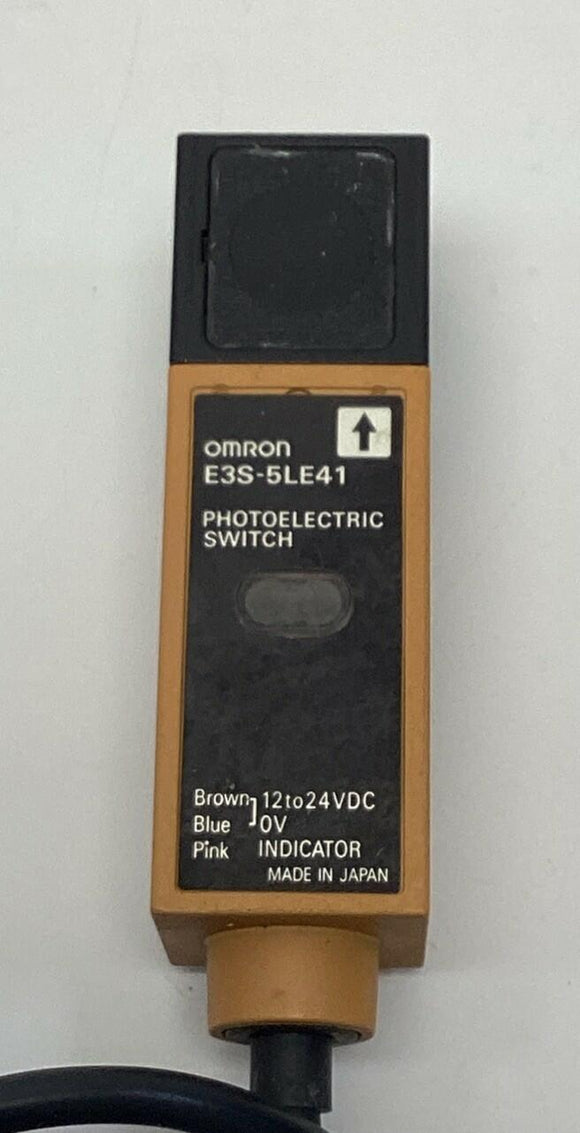 omron
E3S-5LE41
PHOTOELECTRIC
SWITCH
Brown 12to24VDC
Blue 0V
Pink INDICATOR
MADE IN JAPAN